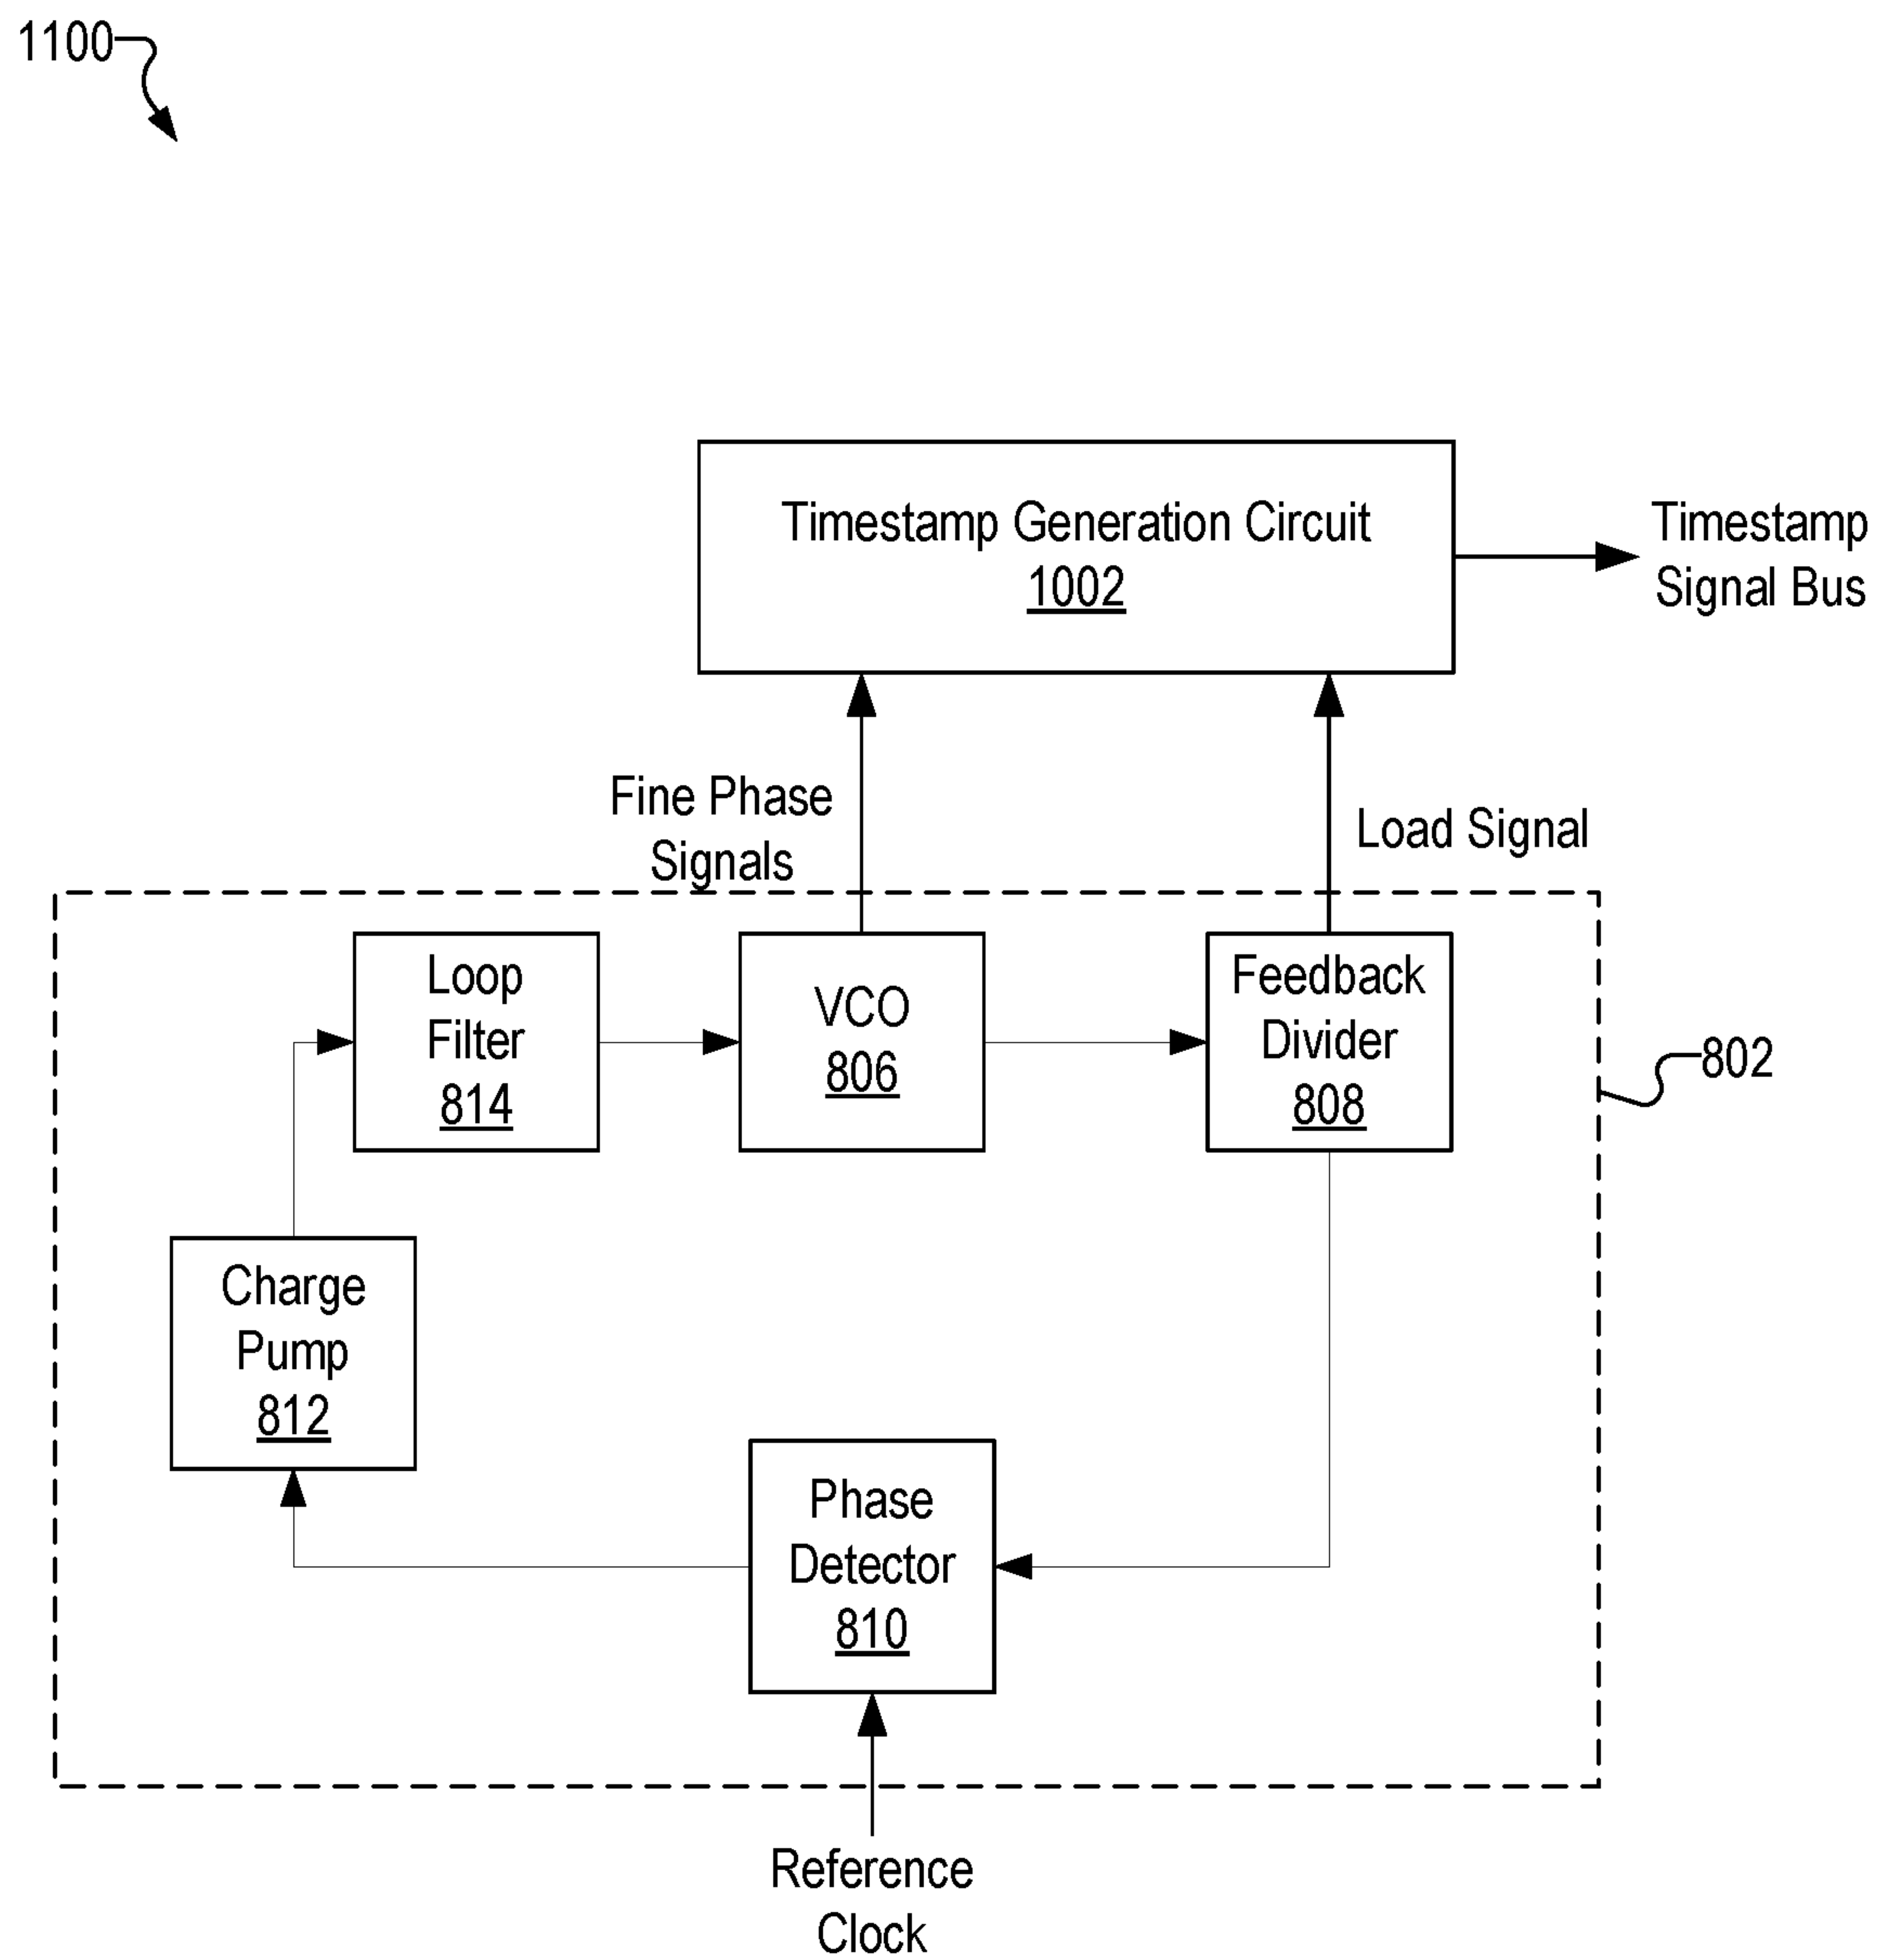 1100
Timestamp Generation Circuit
1002
Timestamp
Signal Bus
Fine Phase
Signals
Load Signal
Loop
Filter
814
VCO
806
Feedback
Divider
808
802
Charge
Pump
812
Phase
Detector
810
Reference
Clock